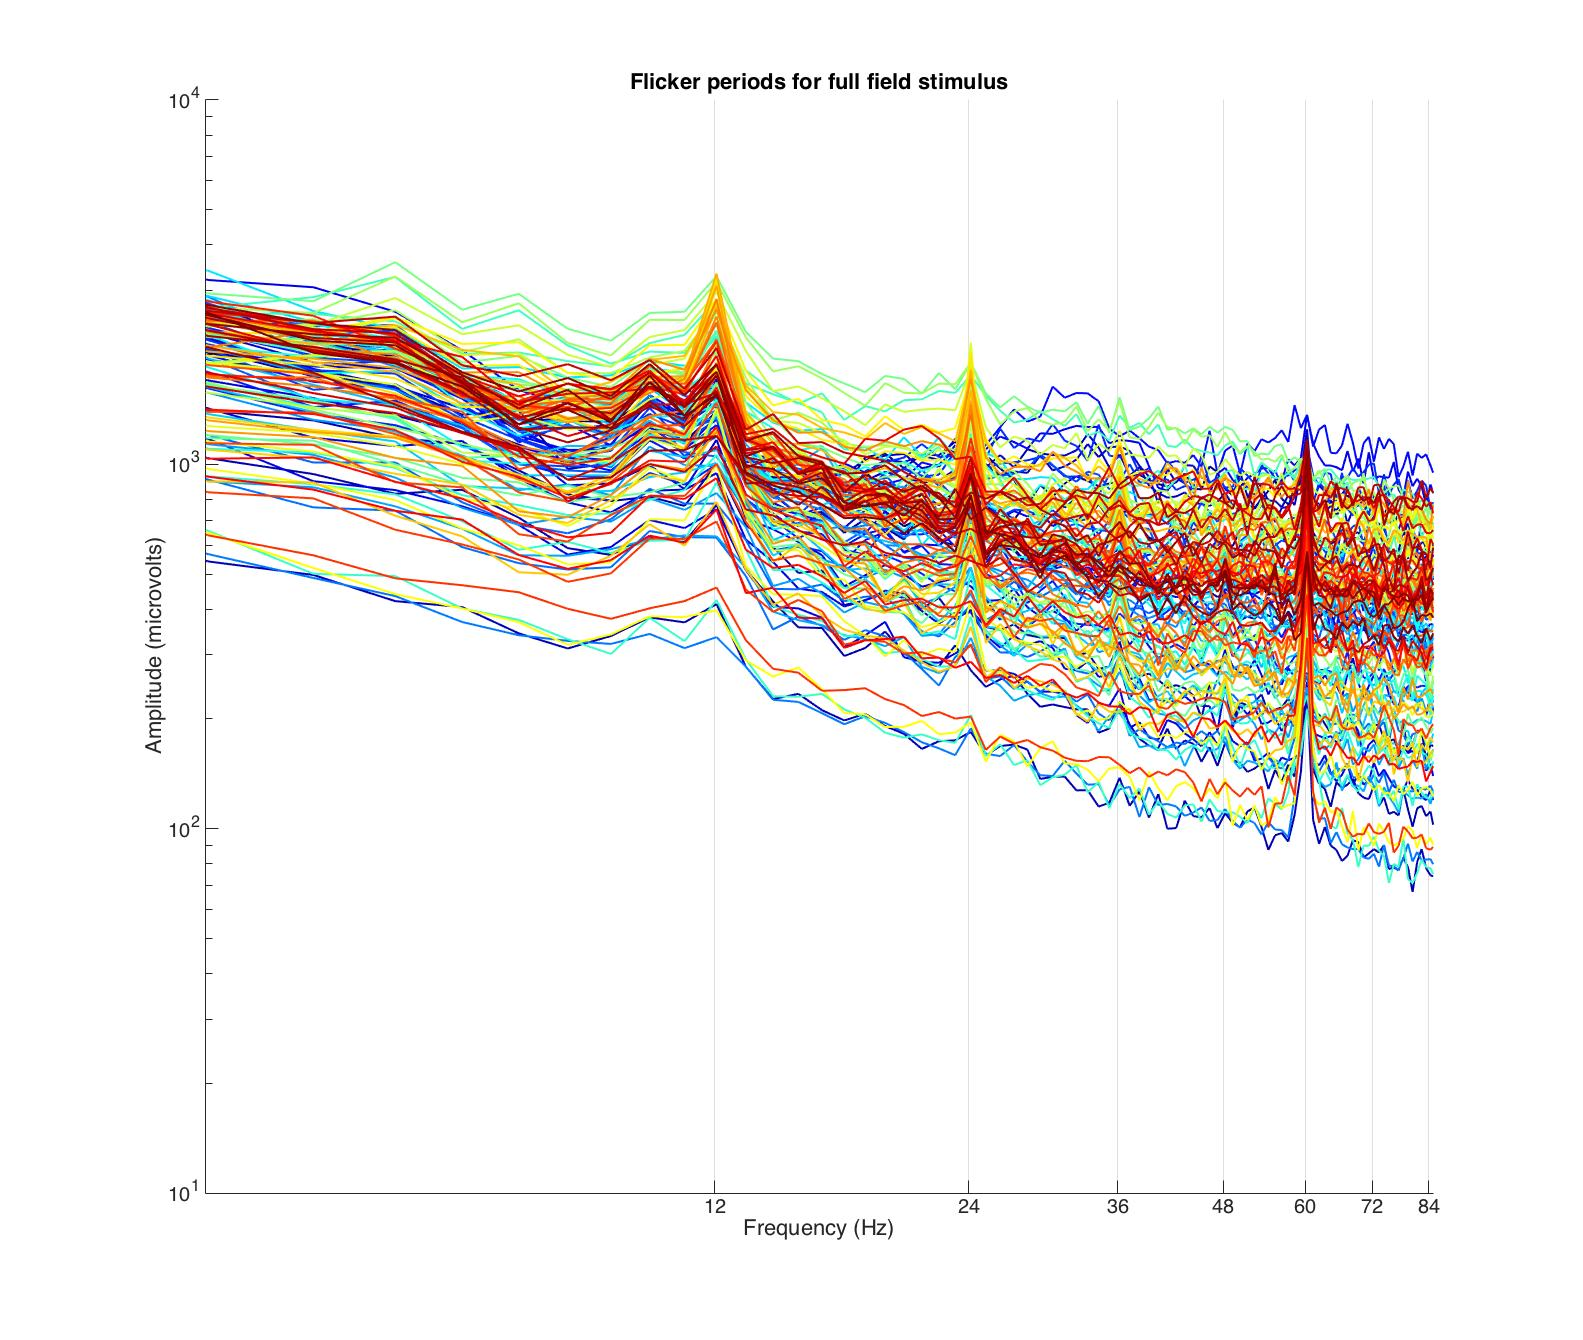 Flicker periods for full field stimulus
10^4
10^3
10^2
10^1
Amplitude (microvolts)
12 24 36 48 60 72 84
Frequency (Hz)